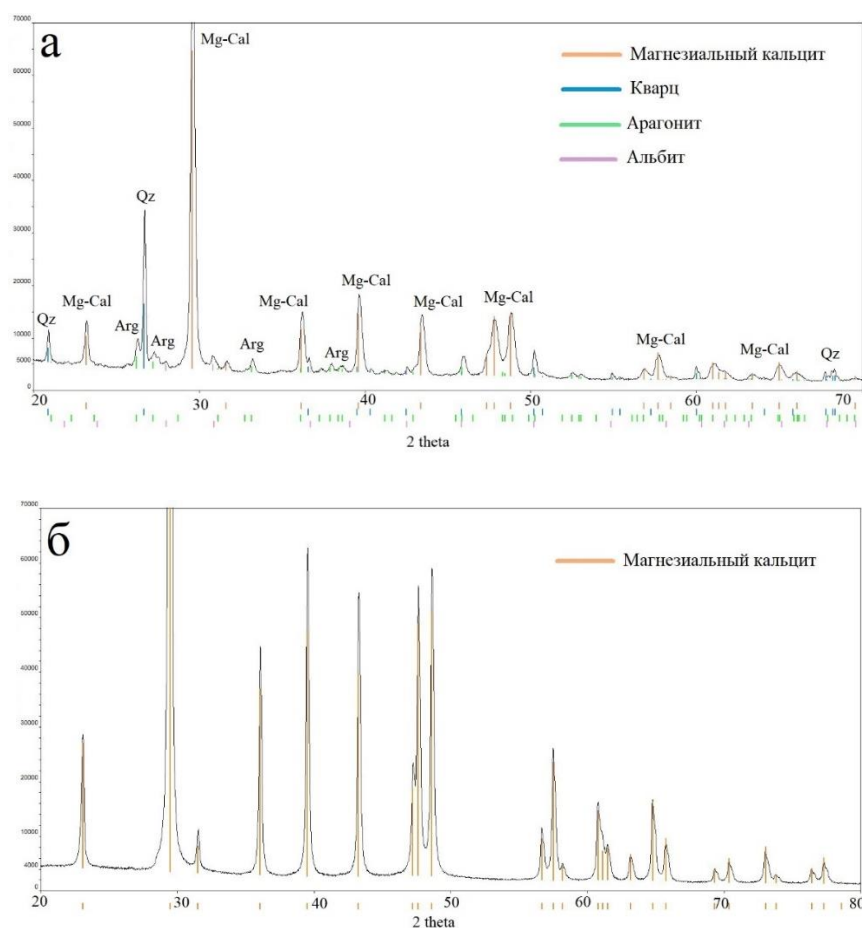 а
70000
60000
50000
40000
30000
20000
10000
5000
0
Mg-Cal
Магнезиальный кальцит
Кварц
Арагонит
Альбит
Qz
Qz
Mg-Cal
Arg
Arg
Mg-Cal
Arg
Mg-Cal
Mg-Cal
Mg-Cal
Mg-Cal
Mg-Cal
Qz
20 30 40 50 60 70
2 theta
б
70000
60000
50000
40000
30000
20000
10000
4000
0
Магнезиальный кальцит
20 30 40 50 60 70 80
2 theta